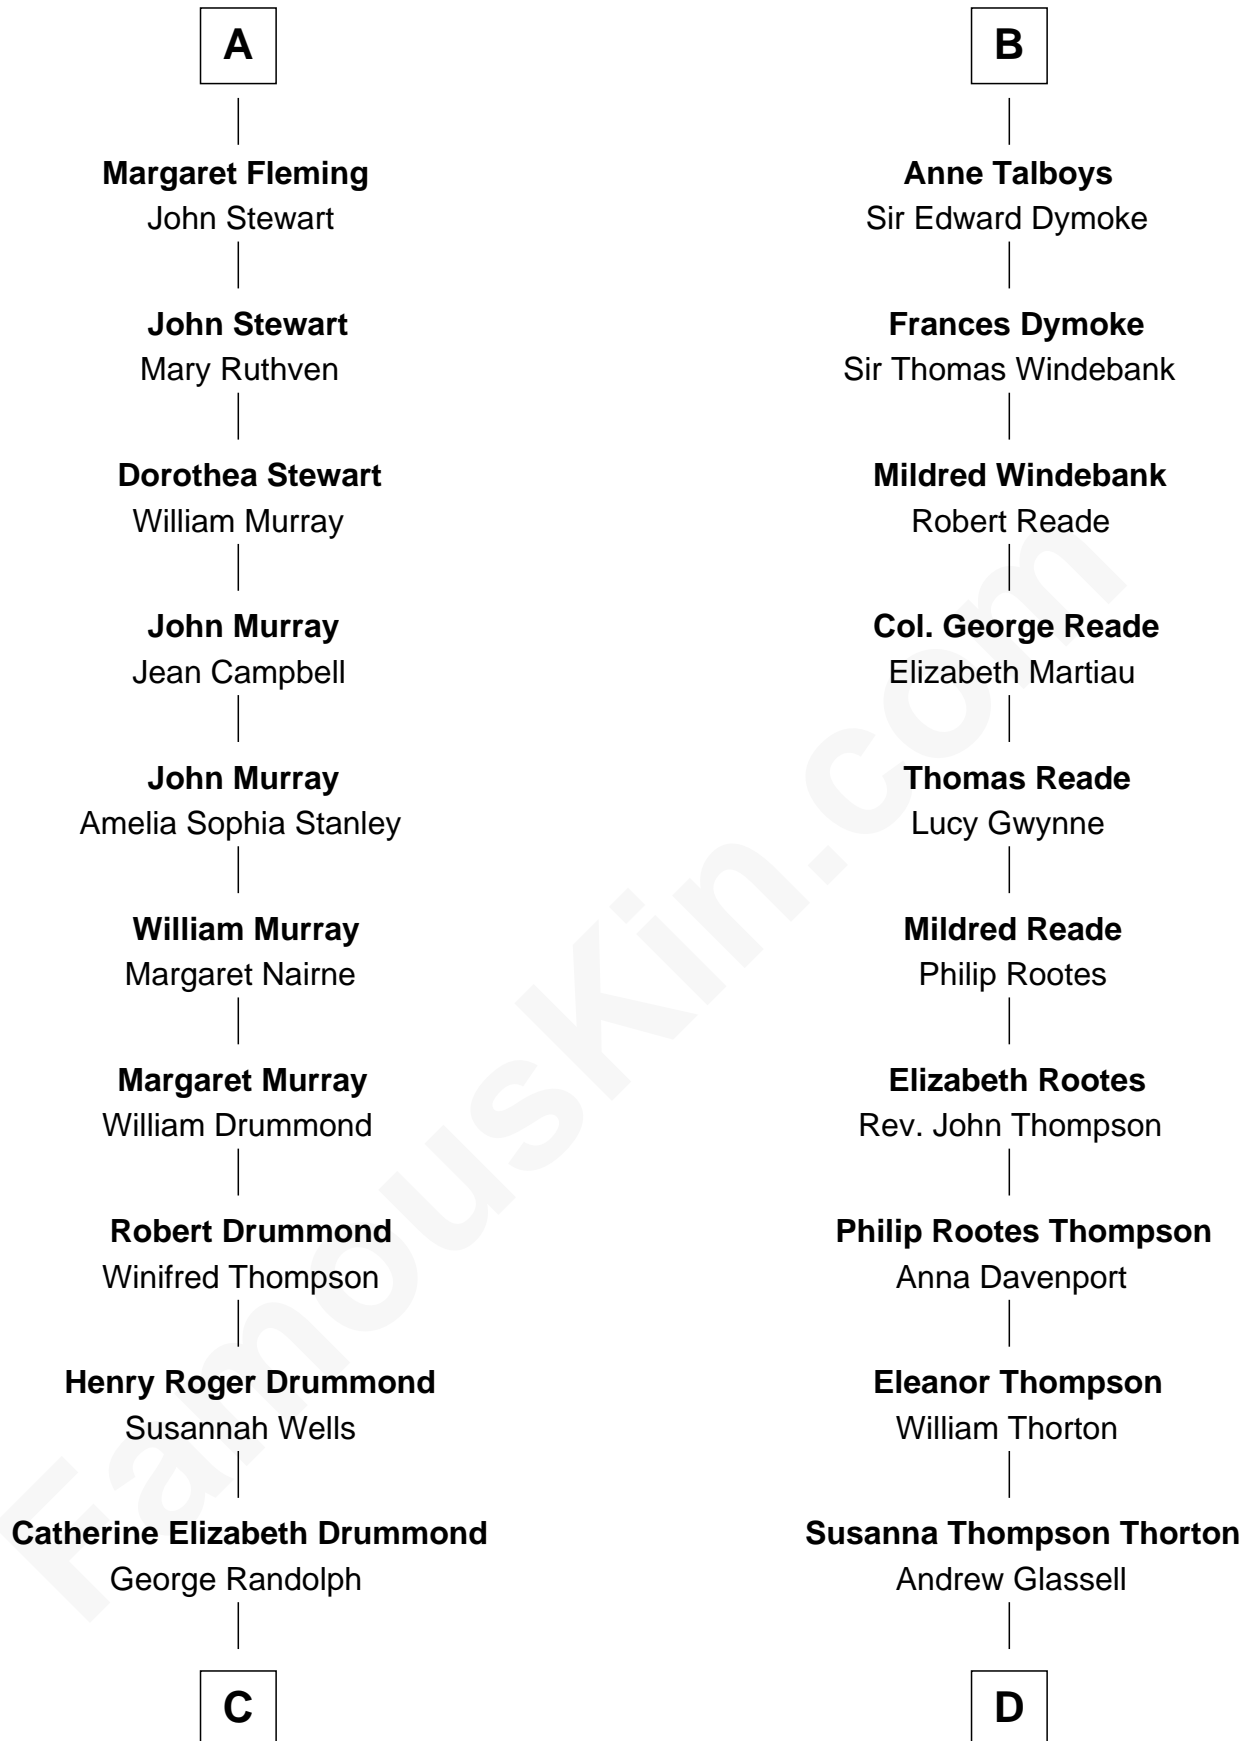 A
Margaret Fleming
John Stewart
John Stewart
Mary Ruthven
Dorothea Stewart
William Murray
John Murray
Jean Campbell
John Murray
Amelia Sophia Stanley
William Murray
Margaret Nairne
Margaret Murray
William Drummond
Robert Drummond
Winifred Thompson
Henry Roger Drummond
Susannah Wells
Catherine Elizabeth Drummond
George Randolph
C
B
Anne Talboys
Sir Edward Dymoke
Frances Dymoke
Sir Thomas Windebank
Mildred Windebank
Robert Reade
Col. George Reade
Elizabeth Martiau
Thomas Reade
Lucy Gwynne
Mildred Reade
Philip Rootes
Elizabeth Rootes
Rev. John Thompson
Philip Rootes Thompson
Anna Davenport
Eleanor Thompson
William Thorton
Susanna Thompson Thorton
Andrew Glassell
D
FamousKin.com